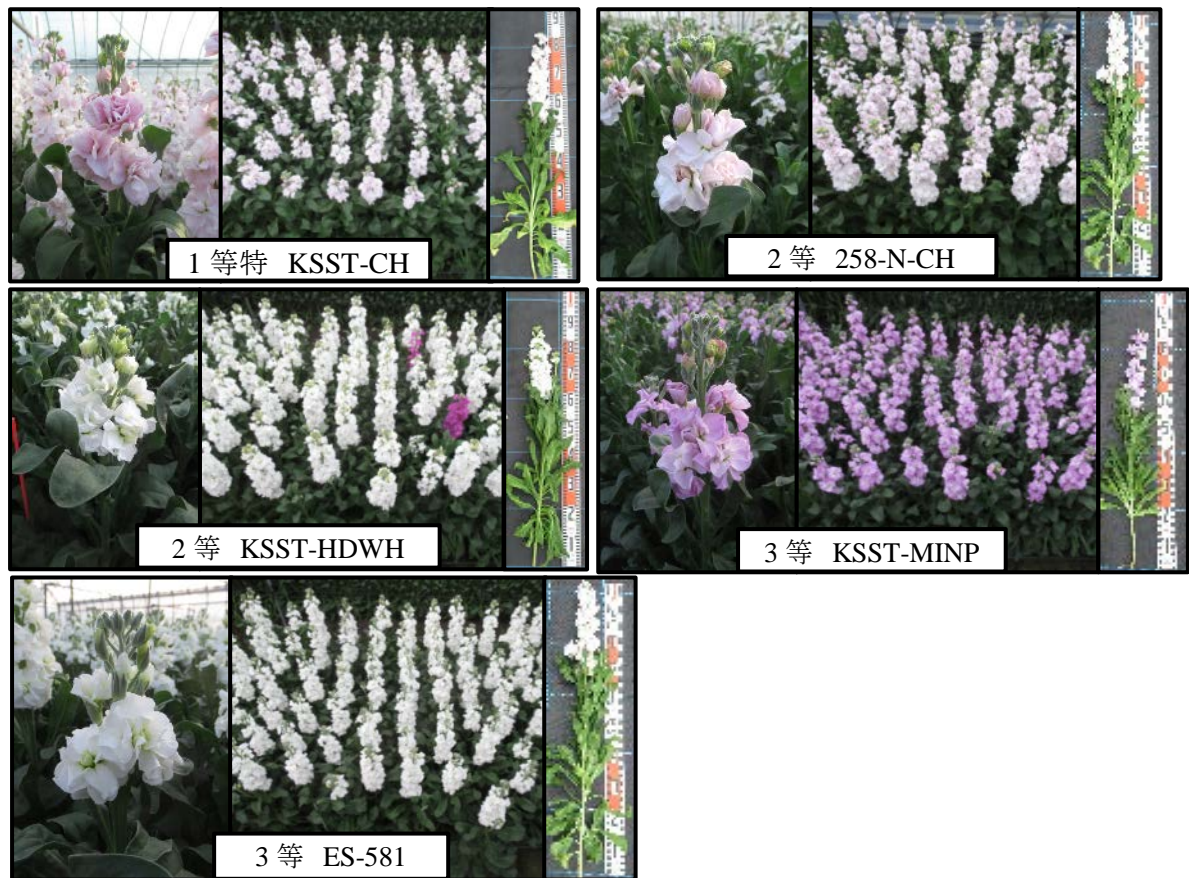 1 等特 KSST-CH
2 等 258-N-CH
2 等 KSST-HDWH
3 等 KSST-MINP
3 等 ES-581